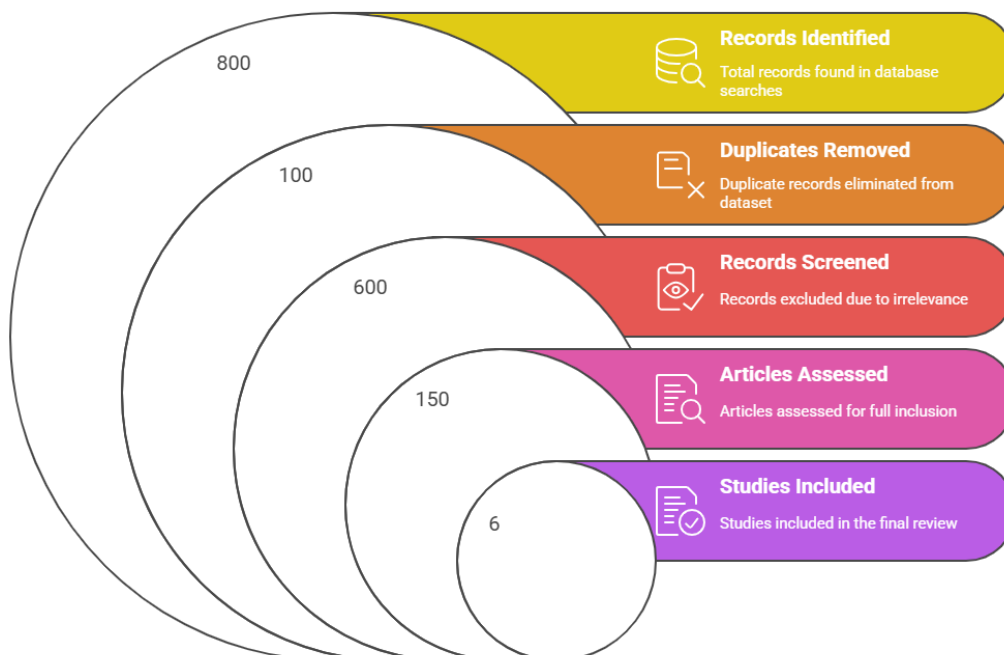 800
Records Identified
Total records found in database
searches
100
Duplicates Removed
Duplicate records eliminated from
dataset
600
Records Screened
Records excluded due to irrelevance
150
Articles Assessed
Articles assessed for full inclusion
6
Studies Included
Studies included in the final review